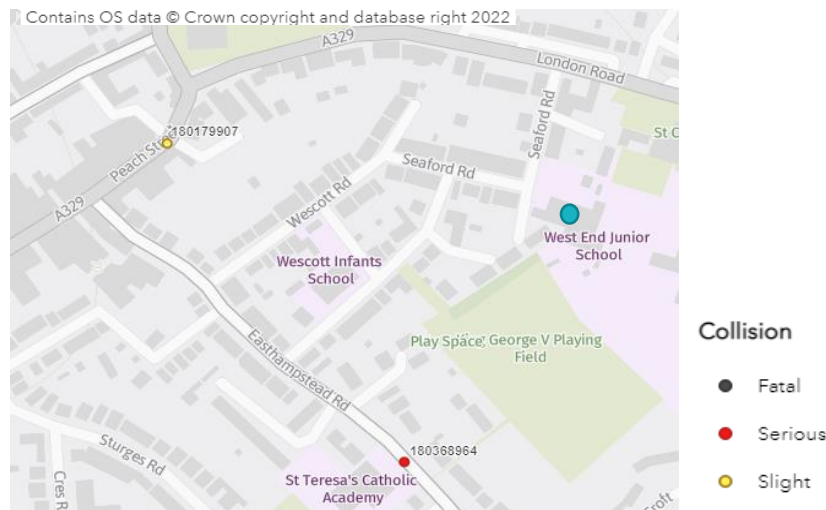 Contains OS data © Crown copyright and database right 2022
A329
London Road
180179907
Peach Street
Seaford Rd
St C
Seaford Rd
A329
Wescott Rd
West End Junior
School
Wescott Infants
School
Collision
Play Space
George V Playing
Field
Easthampstead Rd
Fatal
Serious
180368964
Sturges Rd
St Teresa's Catholic
Academy
Slight
Cres R
roft